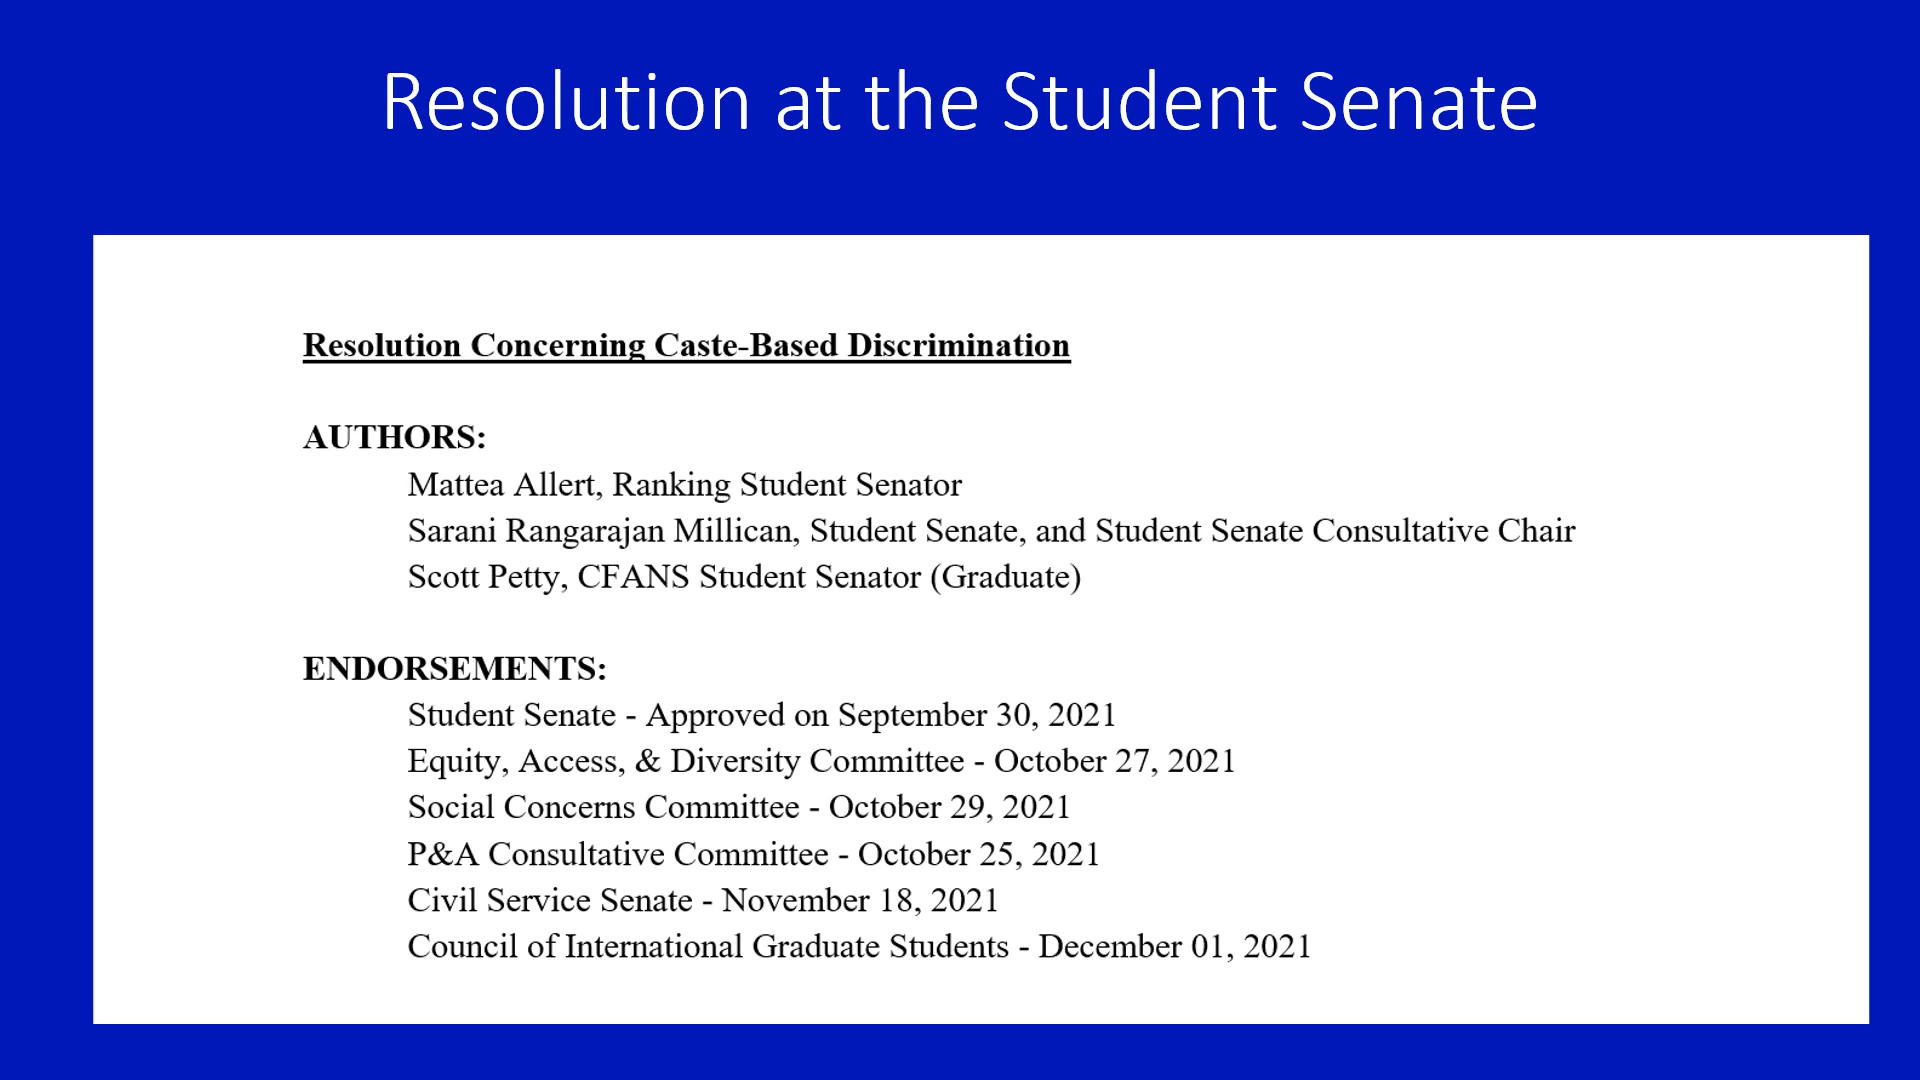 Resolution at the Student Senate
Resolution Concerning Caste-Based Discrimination
AUTHORS:
Mattea Allert, Ranking Student Senator
Sarani Rangarajan Millican, Student Senate, and Student Senate Consultative Chair
Scott Petty, CFANS Student Senator (Graduate)
ENDORSEMENTS:
Student Senate - Approved on September 30, 2021
Equity, Access, & Diversity Committee - October 27, 2021
Social Concerns Committee - October 29, 2021
P&A Consultative Committee - October 25, 2021
Civil Service Senate - November 18, 2021
Council of International Graduate Students - December 01, 2021